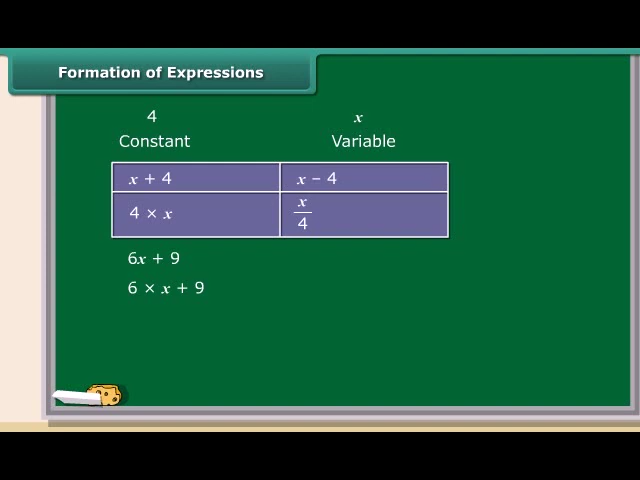 Formation of Expressions
4 x
Constant Variable
x + 4 x – 4
4 × x x/4
6x + 9
6 × x + 9